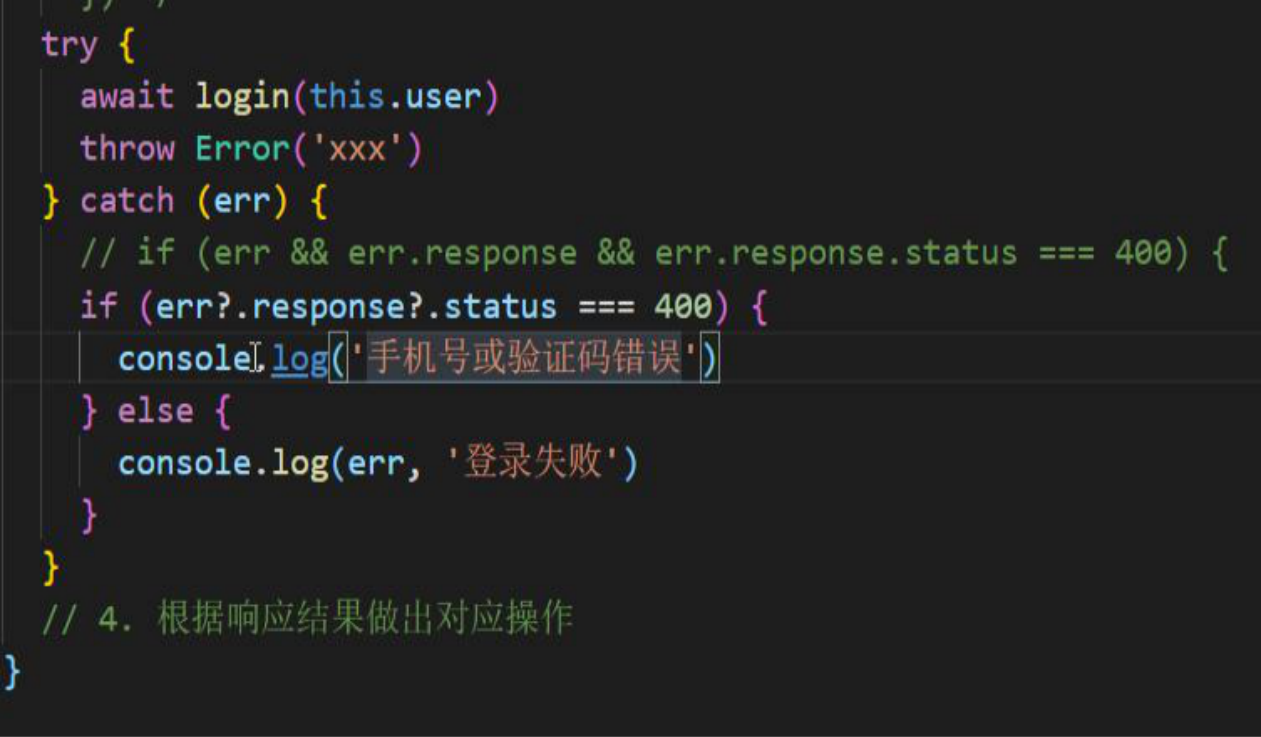 try {
await login(this.user)
throw Error('xxx')
} catch (err) {
// if (err && err.response && err.response.status === 400) {
if (err?.response?.status === 400) {
console.log('手机号或验证码错误')
} else {
console.log(err, '登录失败')
}
}
// 4. 根据响应结果做出对应操作
}